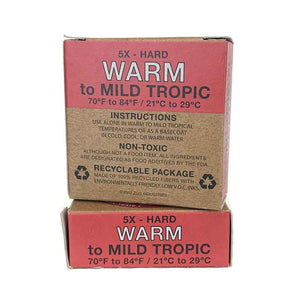 5X - HARD
WARM
to MILD TROPIC
70°F to 84°F / 21°C to 29°C
INSTRUCTIONS
USE ALONE IN WARM TO MILD TROPICAL
TEMPERATURES OR AS A BASECOAT
IN COLD, COOL, OR WARM WATER.
NON-TOXIC
ALTHOUGH NOT A FOOD ITEM, ALL INGREDIENTS
ARE DESIGNATED AS FOOD ADDITIVES BY THE FDA.
RECYCLABLE PACKAGE
MADE OF 100% RECYCLED FIBERS WITH
ENVIRONMENTALLY FRIENDLY, LOW V.O.C. INKS.
5X - HARD
WARM
to MILD TROPIC
70°F to 84°F / 21°C to 29°C